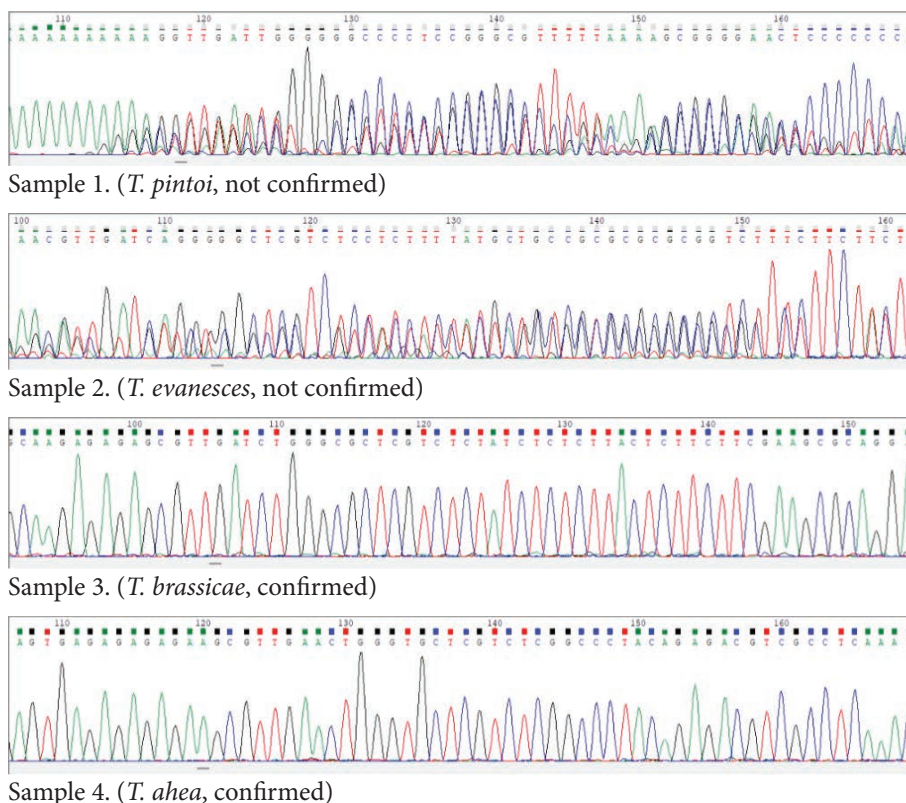 110 120 130 140 150 160
A A A A A A A A A A G G T T G A T T G G G G G G C C C C T C C G G G C G T T T T T A A A A G C G G G G A A C T C C C C C C C
Sample 1. (T. pintoi, not confirmed)
100 110 120 130 140 150 160
A A C G T T G A T C A G G G G G C T C G T C T C C T C T T T T A T G C T G C C G C G C G C G C G G T C T T T C T T C T T C T
Sample 2. (T. evanesces, not confirmed)
100 110 120 130 140 150
G C A A G A G A G A G C G T T G A T C T G G G C G C T C G T C T C T A T C T C T C T T A C T C T T C T T C G A A G C G C A G G
Sample 3. (T. brassicae, confirmed)
110 120 130 140 150 160
A G T G A G A G A G A A G C G T T G A A C T G G G T G C T C G T C T C G G C C C T A C A G A G A C G T C G C C T C A A A
Sample 4. (T. ahea, confirmed)